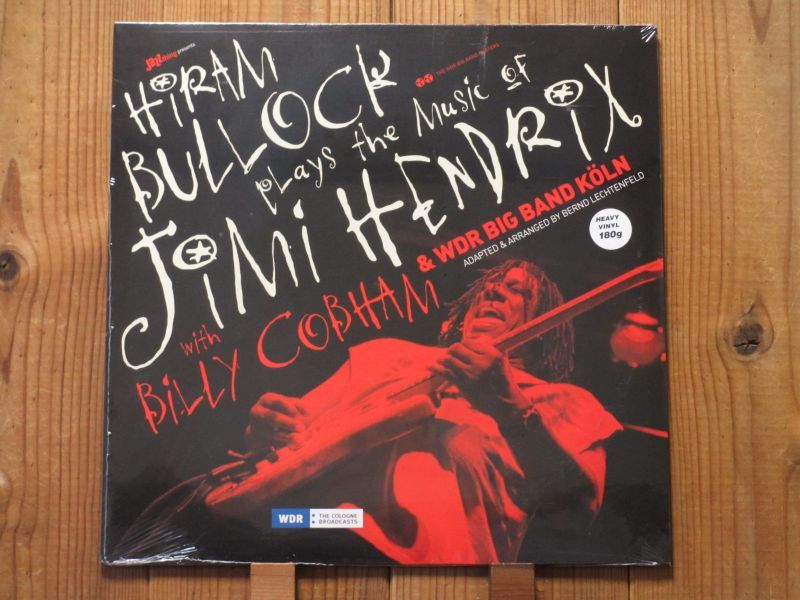 JAZZthing presents
THE WDR BIG BAND MASTERS
HiRAM
BULLOCK
PLAYS the Music OF
JiMi HENDRiX
& WDR BIG BAND KÖLN
ADAPTED & ARRANGED BY BERND LECHTENFELD
HEAVY
VINYL
180g
with
BiLLY COBHAM
WDR
THE COLOGNE
BROADCASTS